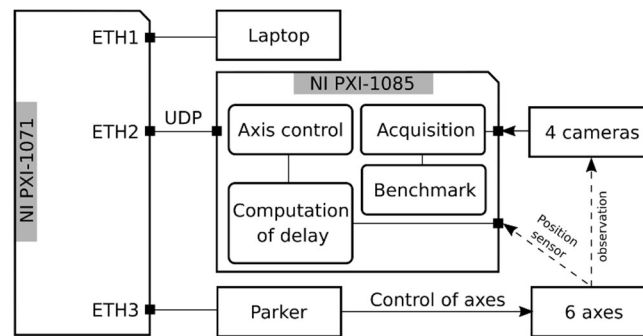 ETH1
Laptop
NI PXI-1071
NI PXI-1085
ETH2
UDP
Axis control
Acquisition
4 cameras
Benchmark
Computation
of delay
Position
sensor
observation
ETH3
Parker
Control of axes
6 axes